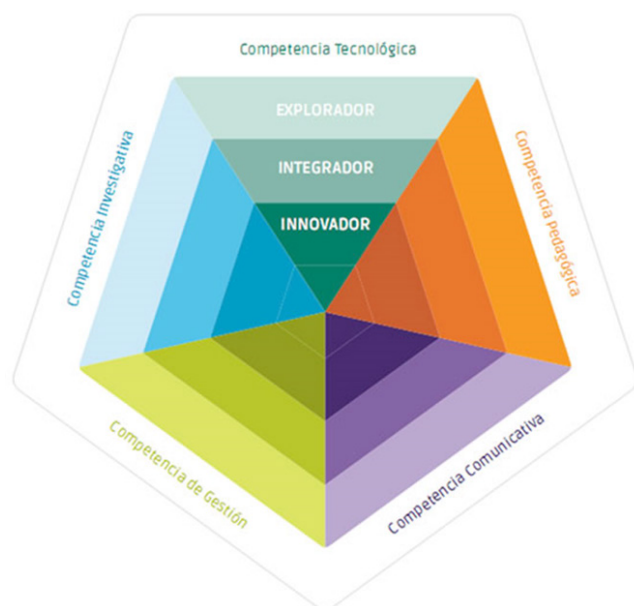 Competencia Tecnológica
EXPLORADOR
INTEGRADOR
INNOVADOR
Competencia Investigativa
Competencia Pedagógica
Competencia de Gestión
Competencia Comunicativa